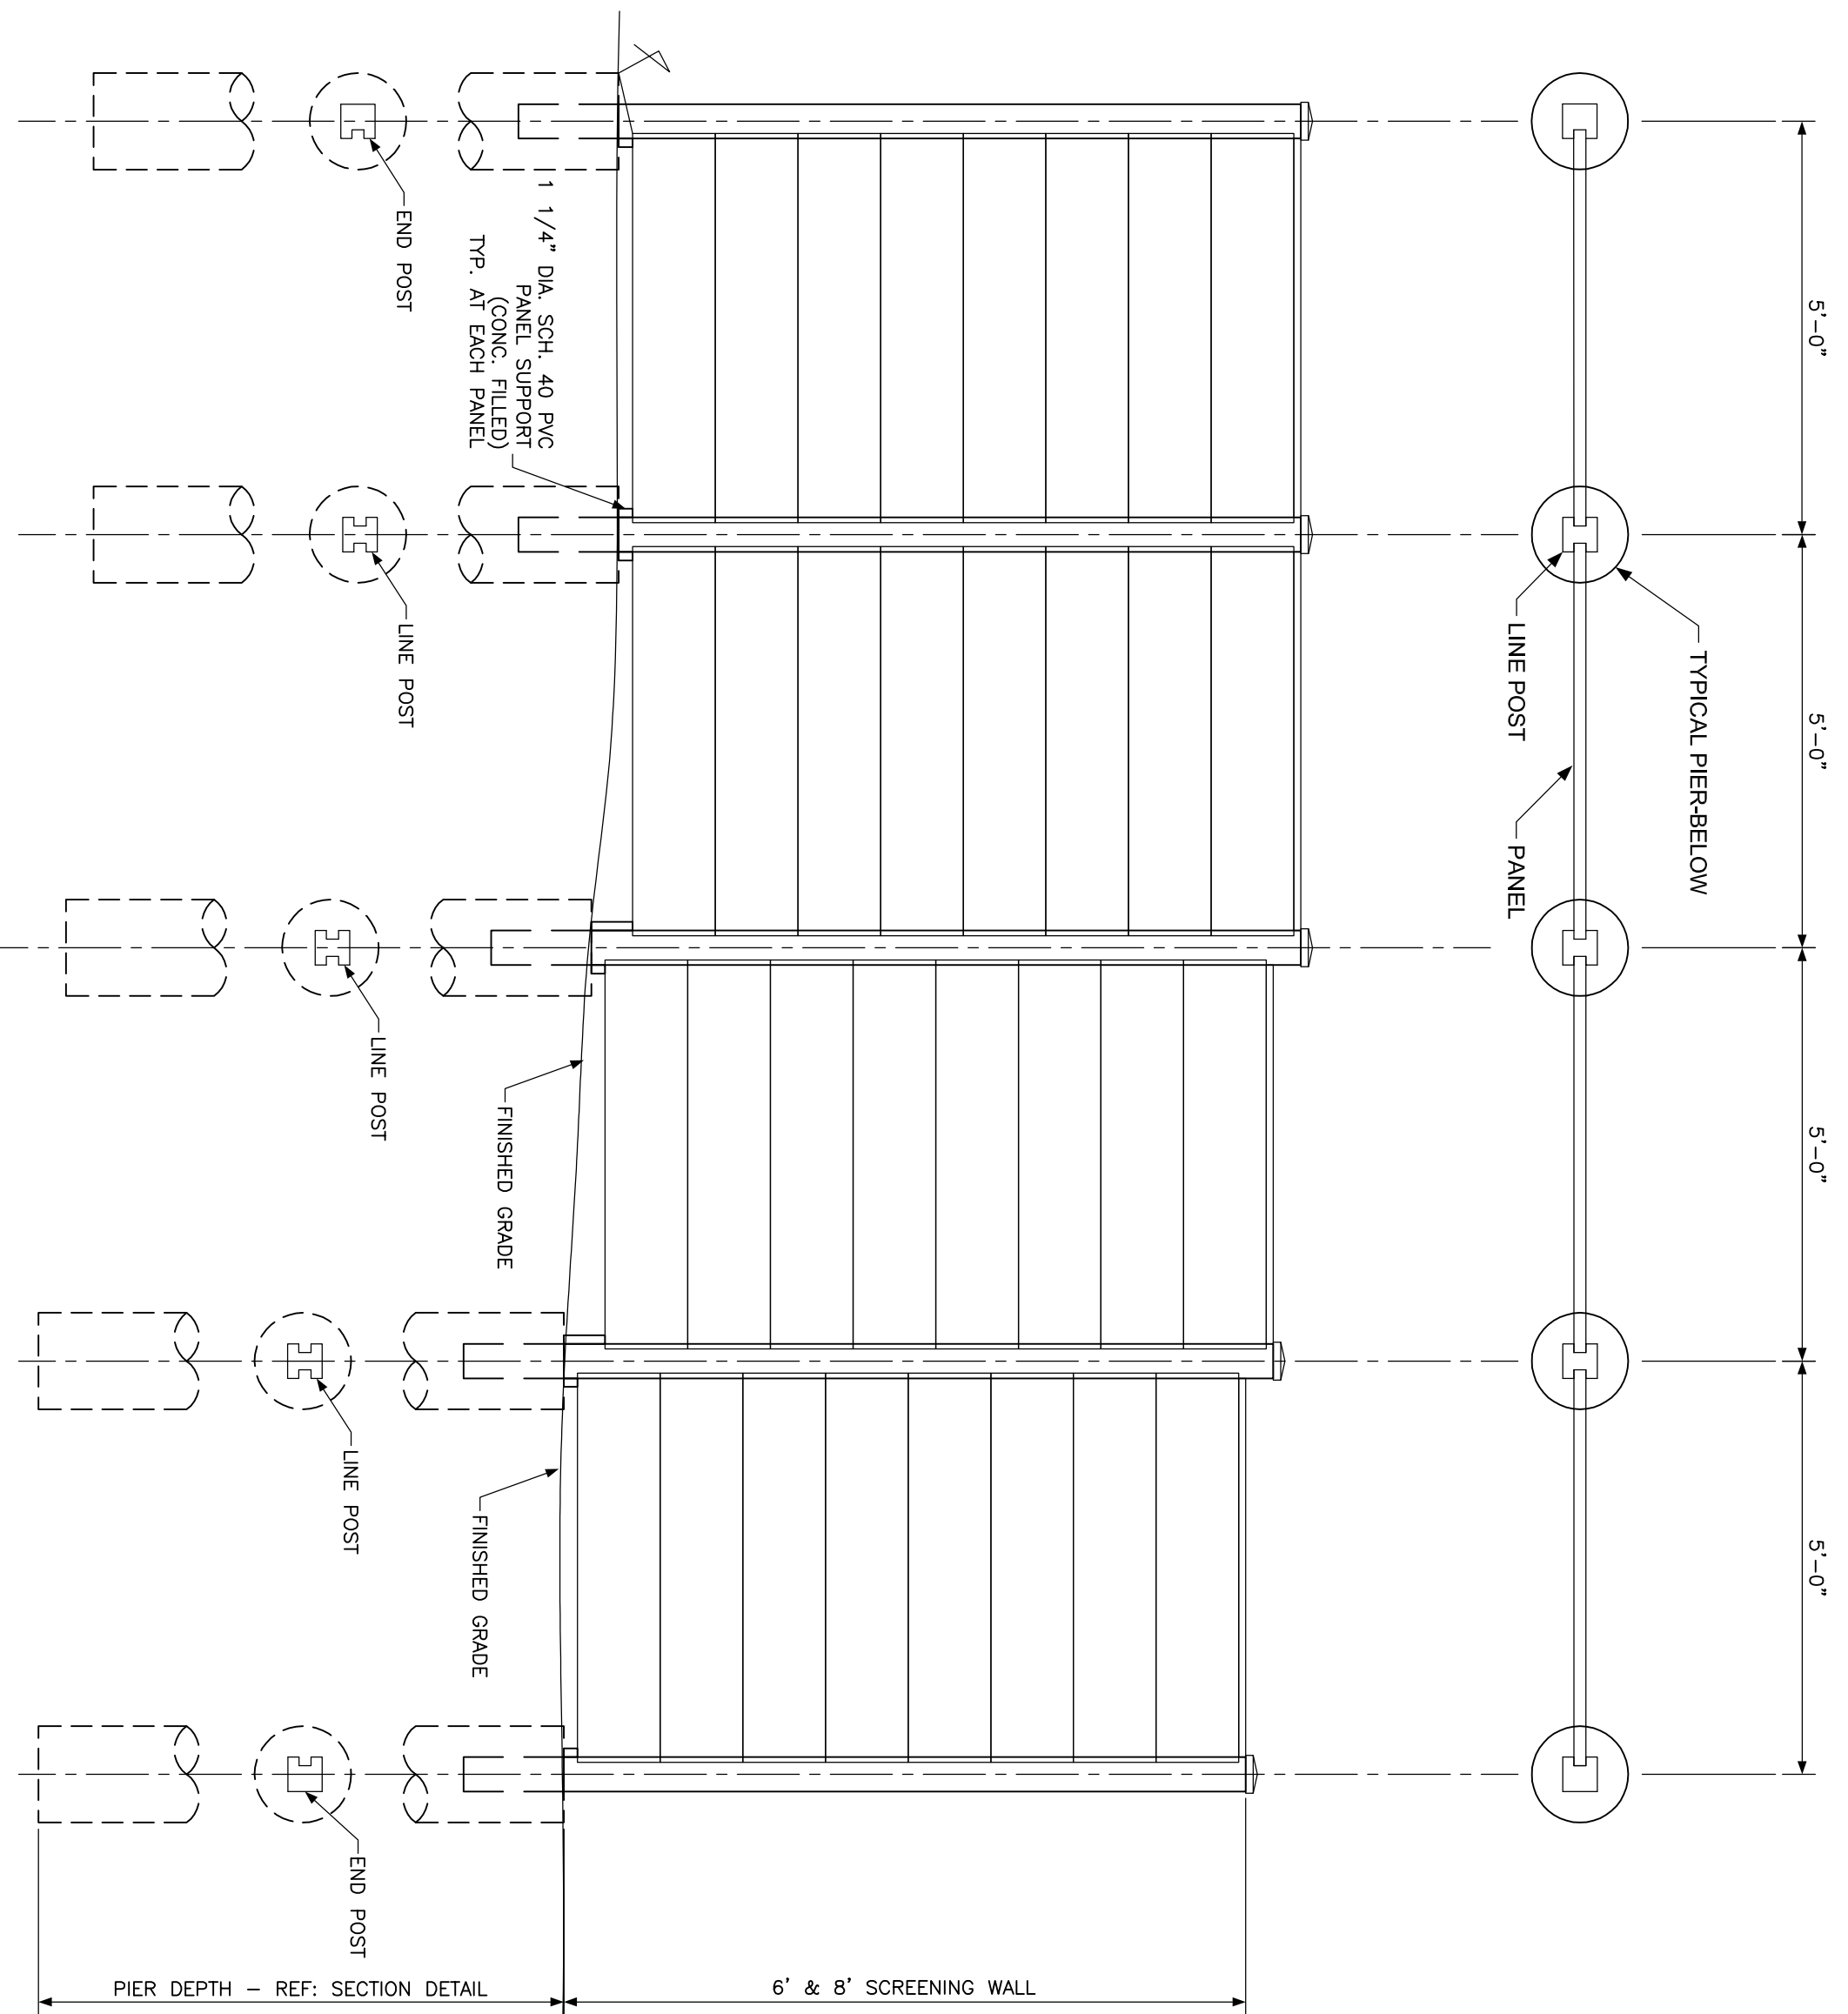 5'-0"
5'-0"
5'-0"
5'-0"
TYPICAL PIER-BELOW
LINE POST
PANEL
1 1/4" DIA. SCH. 40 PVC
PANEL SUPPORT
(CONC. FILLED)
TYP. AT EACH PANEL
FINISHED GRADE
FINISHED GRADE
END POST
LINE POST
LINE POST
LINE POST
END POST
6' & 8' SCREENING WALL
PIER DEPTH – REF: SECTION DETAIL